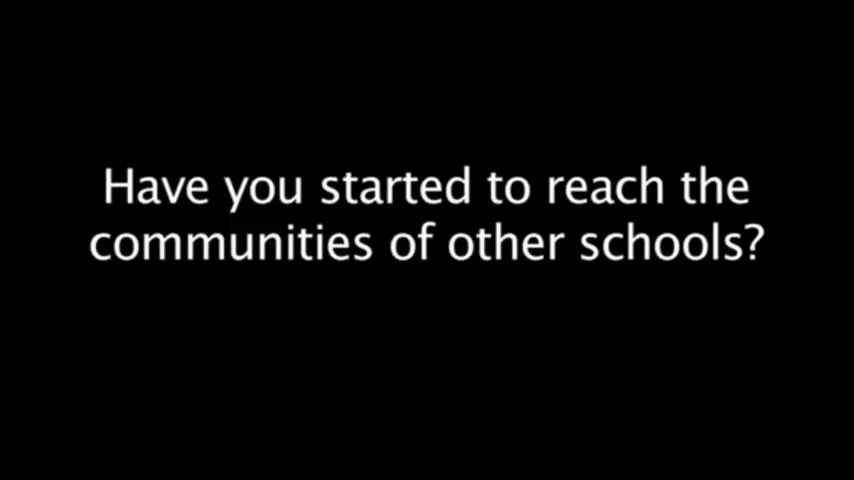 Have you started to reach the
communities of other schools?